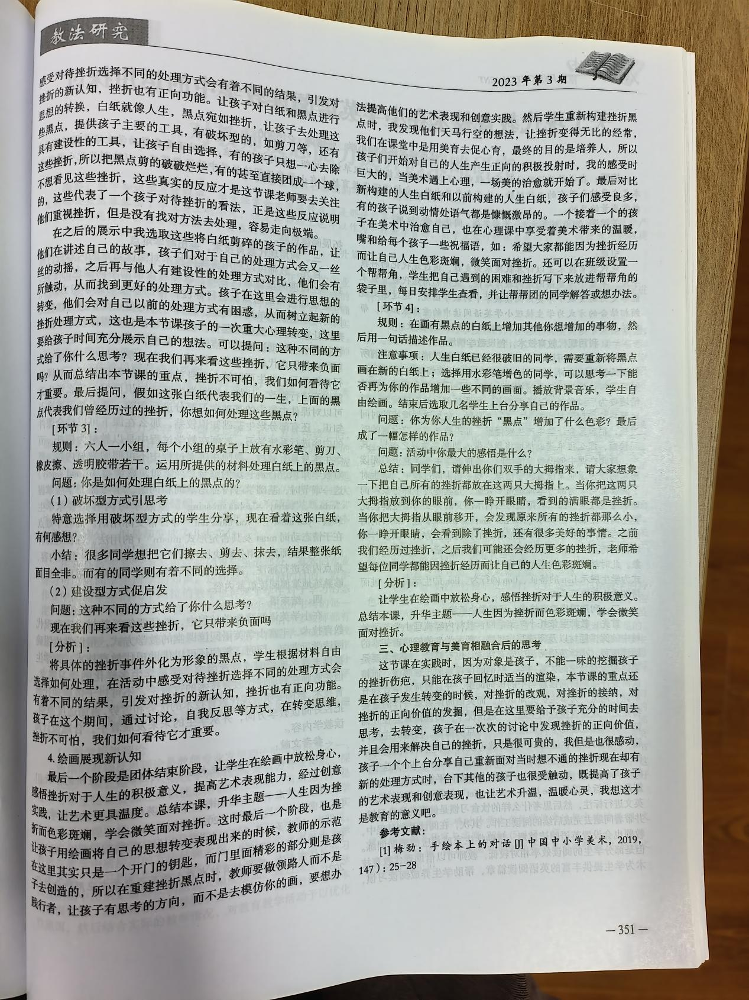 教法研究
2023 年第 3 期
感受对待挫折选择不同的处理方式会有着不同的结果，引发对
挫折的新认知，挫折也有正向功能。让孩子对白纸和黑点进行
思想的转换，白纸就像人生，黑点宛如挫折，让孩子去处理这
些黑点，提供孩子主要的工具，有破坏型的，如剪刀等，还有
具有建设性的工具，让孩子自由选择，有的孩子只想一心去除
这些挫折，所以把黑点剪的破破烂烂，有的甚至直接团成一个球，
不想看见这些挫折，这些真实的反应才是这节课老师要去关注
的，这些代表了一个孩子对待挫折的看法，正是这些反应说明
他们重视挫折，但是没有找对方法去处理，容易走向极端。
在之后的展示中我选取这些将白纸剪碎的孩子的作品，让
他们在讲述自己的故事，孩子们对于自己的处理方式会又一丝
丝的动摇，之后再与他人有建设性的处理方式对比，他们会有
所触动，从而找到更好的处理方式。孩子在这里会进行思想的
转变，他们会对自己以前的处理方式有困惑，从而树立起新的
挫折处理方式，这也是本节课孩子的一次重大心理转变，这里
要给孩子时间充分展示自己的想法。可以提问：这种不同的方
式给了你什么思考？现在我们再来看这些挫折，它只带来负面
吗？从而总结出本节课的重点，挫折不可怕，我们如何看待它
才重要。最后提问，假如这张白纸代表我们的一生，上面的黑
点代表我们曾经历过的挫折，你想如何处理这些黑点？
［环节 3］：
规则：六人一小组，每个小组的桌子上放有水彩笔、剪刀、
橡皮擦、透明胶带若干。运用所提供的材料处理白纸上的黑点。
问题：你是如何处理白纸上的黑点的？
（1）破坏型方式引思考
特意选择用破坏型方式的学生分享，现在看着这张白纸，
有何感想？
小结：很多同学想把它们擦去、剪去、抹去，结果整张纸
面目全非。而有的同学则有着不同的选择。
（2）建设型方式促启发
问题：这种不同的方式给了你什么思考？
现在我们再来看这些挫折，它只带来负面吗
［分析］：
将具体的挫折事件外化为形象的黑点，学生根据材料自由
选择如何处理，在活动中感受对待挫折选择不同的处理方式会
有着不同的结果，引发对挫折的新认知，挫折也有正向功能。
孩子在这个期间，通过讨论，自我反思等方式，在转变思维，
挫折不可怕，我们如何看待它才重要。
4.绘画展现新认知
最后一个阶段是团体结束阶段，让学生在绘画中放松身心，
感悟挫折对于人生的积极意义，提高艺术表现能力，经过创意
实践，让艺术更具温度。总结本课，升华主题——人生因为挫
折而色彩斑斓，学会微笑面对挫折。这时最后一个阶段，也是
让孩子用绘画将自己的思想转变表现出来的时候，教师的示范
在这里其实只是一个开门的钥匙，而门里面精彩的部分则是孩
子去创造的，所以在重建挫折黑点时，教师要做领路人而不是
践行者，让孩子有思考的方向，而不是去模仿你的画，要想办
法提高他们的艺术表现和创意实践。然后学生重新构建挫折黑
点时，我发现他们天马行空的想法，让挫折变得无比的经常，
我们在课堂中是用美育去促心育，最终的目的是培养人，所以
孩子们开始对自己的人生产生正向的积极投射时，我的感受时
巨大的，当美术遇上心理，一场美的治愈就开始了。最后对比
新构建的人生白纸和以前构建的人生白纸，孩子们感受良多，
有的孩子说到动情处语气都是慷慨激昂的。一个接着一个的孩
子在美术中治愈自己，也在心理课中享受着美术带来的温暖，
嘴和给每个孩子一些祝福语，如：希望大家都能因为挫折经历
而让自己人生色彩斑斓，微笑面对挫折。还可以在班级设置一
个帮帮角，学生把自己遇到的困难和挫折写下来放进帮帮角的
袋子里，每日安排学生查看，并让帮帮团的同学解答或想办法。
［环节 4］：
规则：在画有黑点的白纸上增加其他你想增加的事物，然
后用一句话描述作品。
注意事项：人生白纸已经很破旧的同学，需要重新将黑点
画在新的白纸上；选择用水彩笔增色的同学，可以思考一下能
否再为你的作品增加一些不同的画面。播放背景音乐，学生自
由绘画。结束后选取几名学生上台分享自己的作品。
问题：你为你人生的挫折“黑点”增加了什么色彩？最后
成了一幅怎样的作品？
问题：活动中你最大的感悟是什么？
总结：同学们，请伸出你们双手的大拇指来，请大家想象
一下把自己所有的挫折都放在这两只大拇指上。当你把这两只
大拇指放到你的眼前，你一睁开眼睛，看到的满眼都是挫折。
当你把大拇指从眼前移开，会发现原来所有的挫折都那么小，
你一睁开眼睛，会看到除了挫折，还有很多美好的事情。之前
我们经历过挫折，之后我们可能还会经历更多的挫折，老师希
望每位同学都能因挫折经历而让自己的人生色彩斑斓。
［分析］：
让学生在绘画中放松身心，感悟挫折对于人生的积极意义。
总结本课，升华主题——人生因为挫折而色彩斑斓，学会微笑
面对挫折。
三、心理教育与美育相融合后的思考
这节课在实践时，因为对象是孩子，不能一味的挖掘孩子
的挫折伤疤，只能在孩子回忆时适当的渲染，本节课的重点还
是在孩子发生转变的时候，对挫折的改观，对挫折的接纳，对
挫折的正向价值的发掘，但是在这里要给予孩子充分的时间去
思考，去转变，孩子在一次次的讨论中发现挫折的正向价值，
并且会用来解决自己的挫折，只是很可贵的，我但是也很感动，
孩子一个个上台分享自己重新面对当时想不通的挫折现在却有
新的处理方式时，台下其他的孩子也很受触动，既提高了孩子
的艺术表现和创意表现，也让艺术升温，温暖心灵，我想这才
是教育的意义吧。
参考文献：
[1] 梅劲：手绘本上的对话 [J] 中国中小学美术，2019，
147)：25-28
—351—